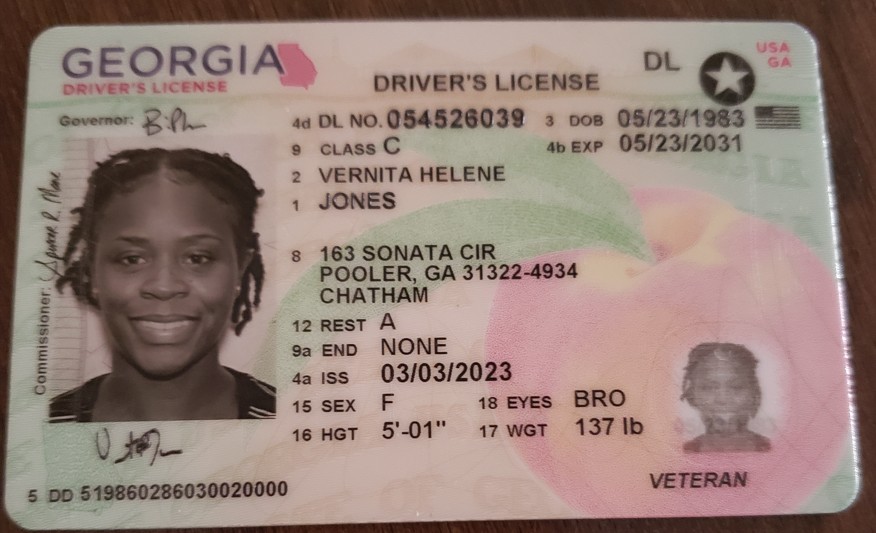 GEORGIA
DRIVER'S LICENSE
DRIVER'S LICENSE
DL
USA
GA
Governor:
4d DL NO. 054526039
3 DOB 05/23/1983
9 CLASS C
4b EXP 05/23/2031
2 VERNITA HELENE
1 JONES
8 163 SONATA CIR
POOLER, GA 31322-4934
CHATHAM
12 REST A
9a END NONE
4a ISS 03/03/2023
15 SEX F
18 EYES BRO
16 HGT 5'-01"
17 WGT 137 lb
Commissioner:
VETERAN
5 DD 519860286030020000